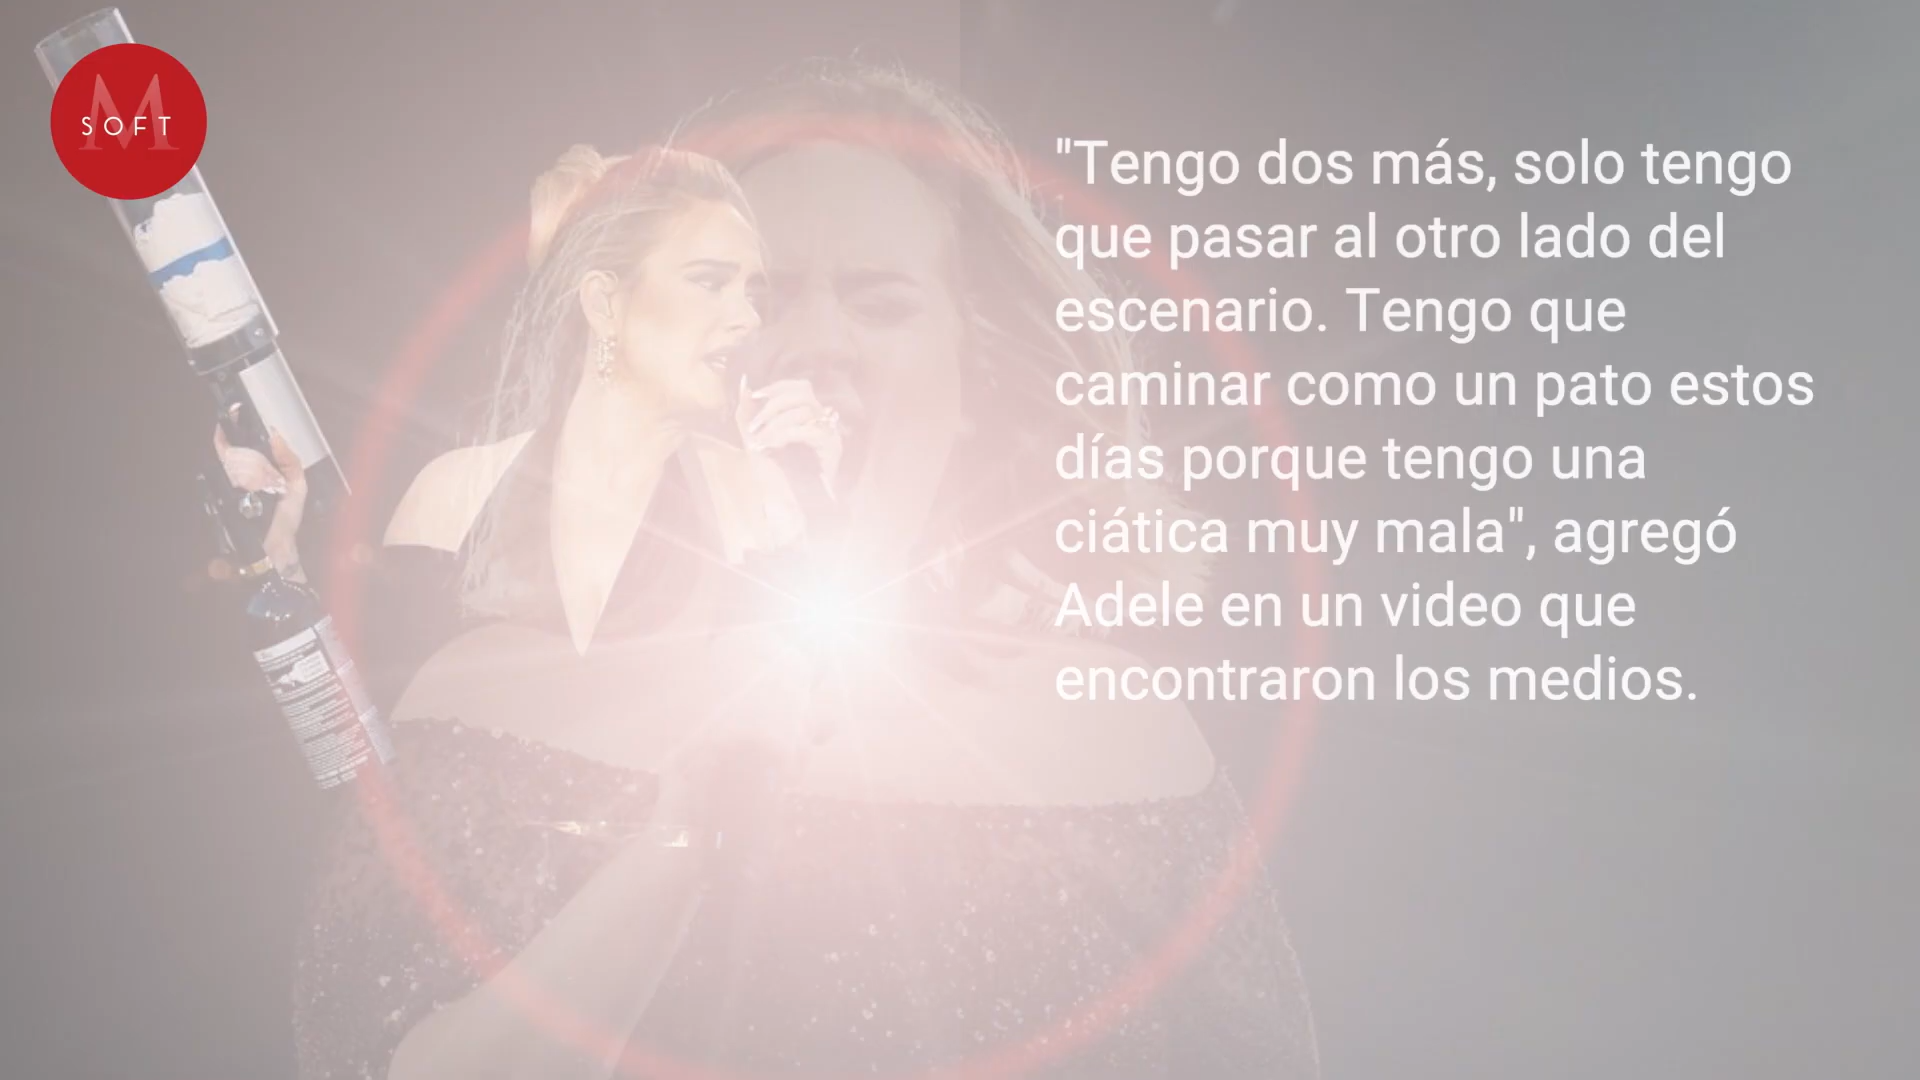 M
SOFT
"Tengo dos más, solo tengo
que pasar al otro lado del
escenario. Tengo que
caminar como un pato estos
días porque tengo una
ciática muy mala", agregó
Adele en un video que
encontraron los medios.